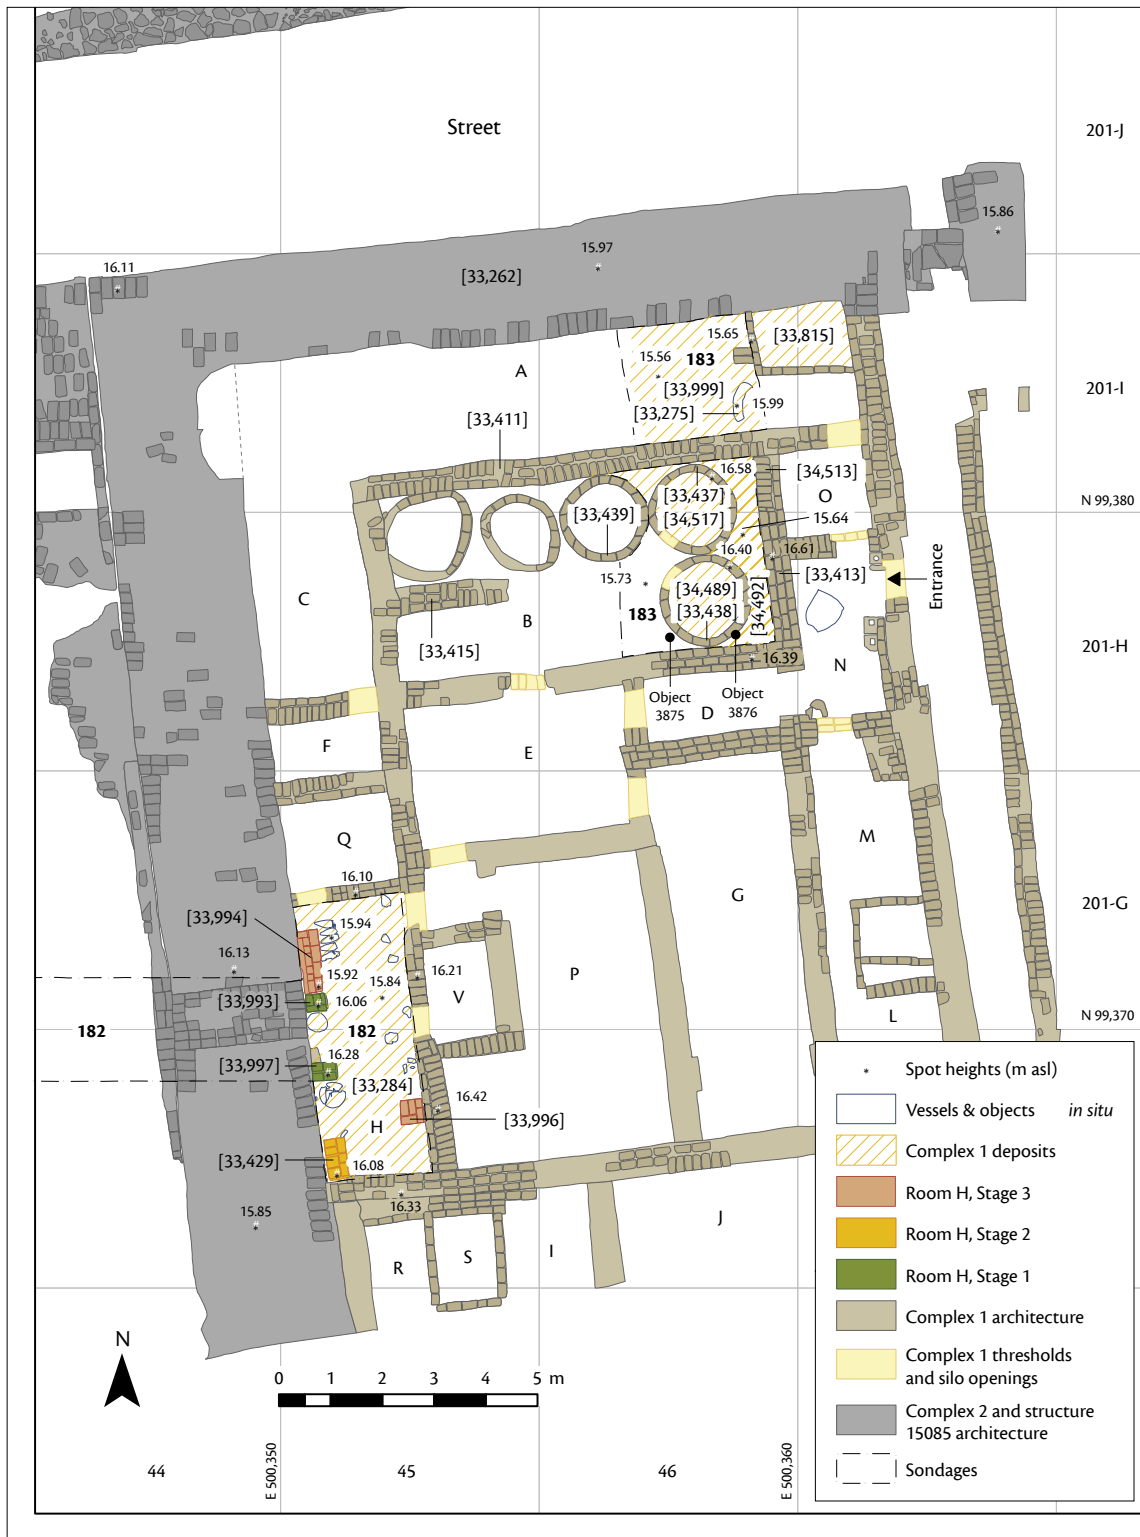 Street
201-J
15.86
15.97
16.11
[33,262]
15.65
[33,815]
15.56
183
A
[33,999]
201-I
[33,275]
15.99
[33,411]
16.58
[34,513]
[33,437]
O
N 99,380
[33,439]
[34,517]
15.64
16.40
16.61
15.73
[33,413]
Entrance
C
[34,489]
[34,492]
B
183
[33,438]
[33,415]
16.39
201-H
N
Object
3875
Object
3876
D
F
E
Q
M
16.10
G
201-G
[33,994]
15.94
16.13
15.92
16.21
P
15.84
V
[33,993]
16.06
182
182
L
N 99,370
16.28
[33,997]
[33,284]
16.42
H
[33,996]
[33,429]
16.08
16.33
15.85
J
I
S
R
Spot heights (m asl)
Vessels & objects in situ
Complex 1 deposits
Room H, Stage 3
Room H, Stage 2
Room H, Stage 1
Complex 1 architecture
Complex 1 thresholds
and silo openings
Complex 2 and structure
15085 architecture
Sondages
N
0 1 2 3 4 5 m
44
E 500,350
45
46
E 500,360